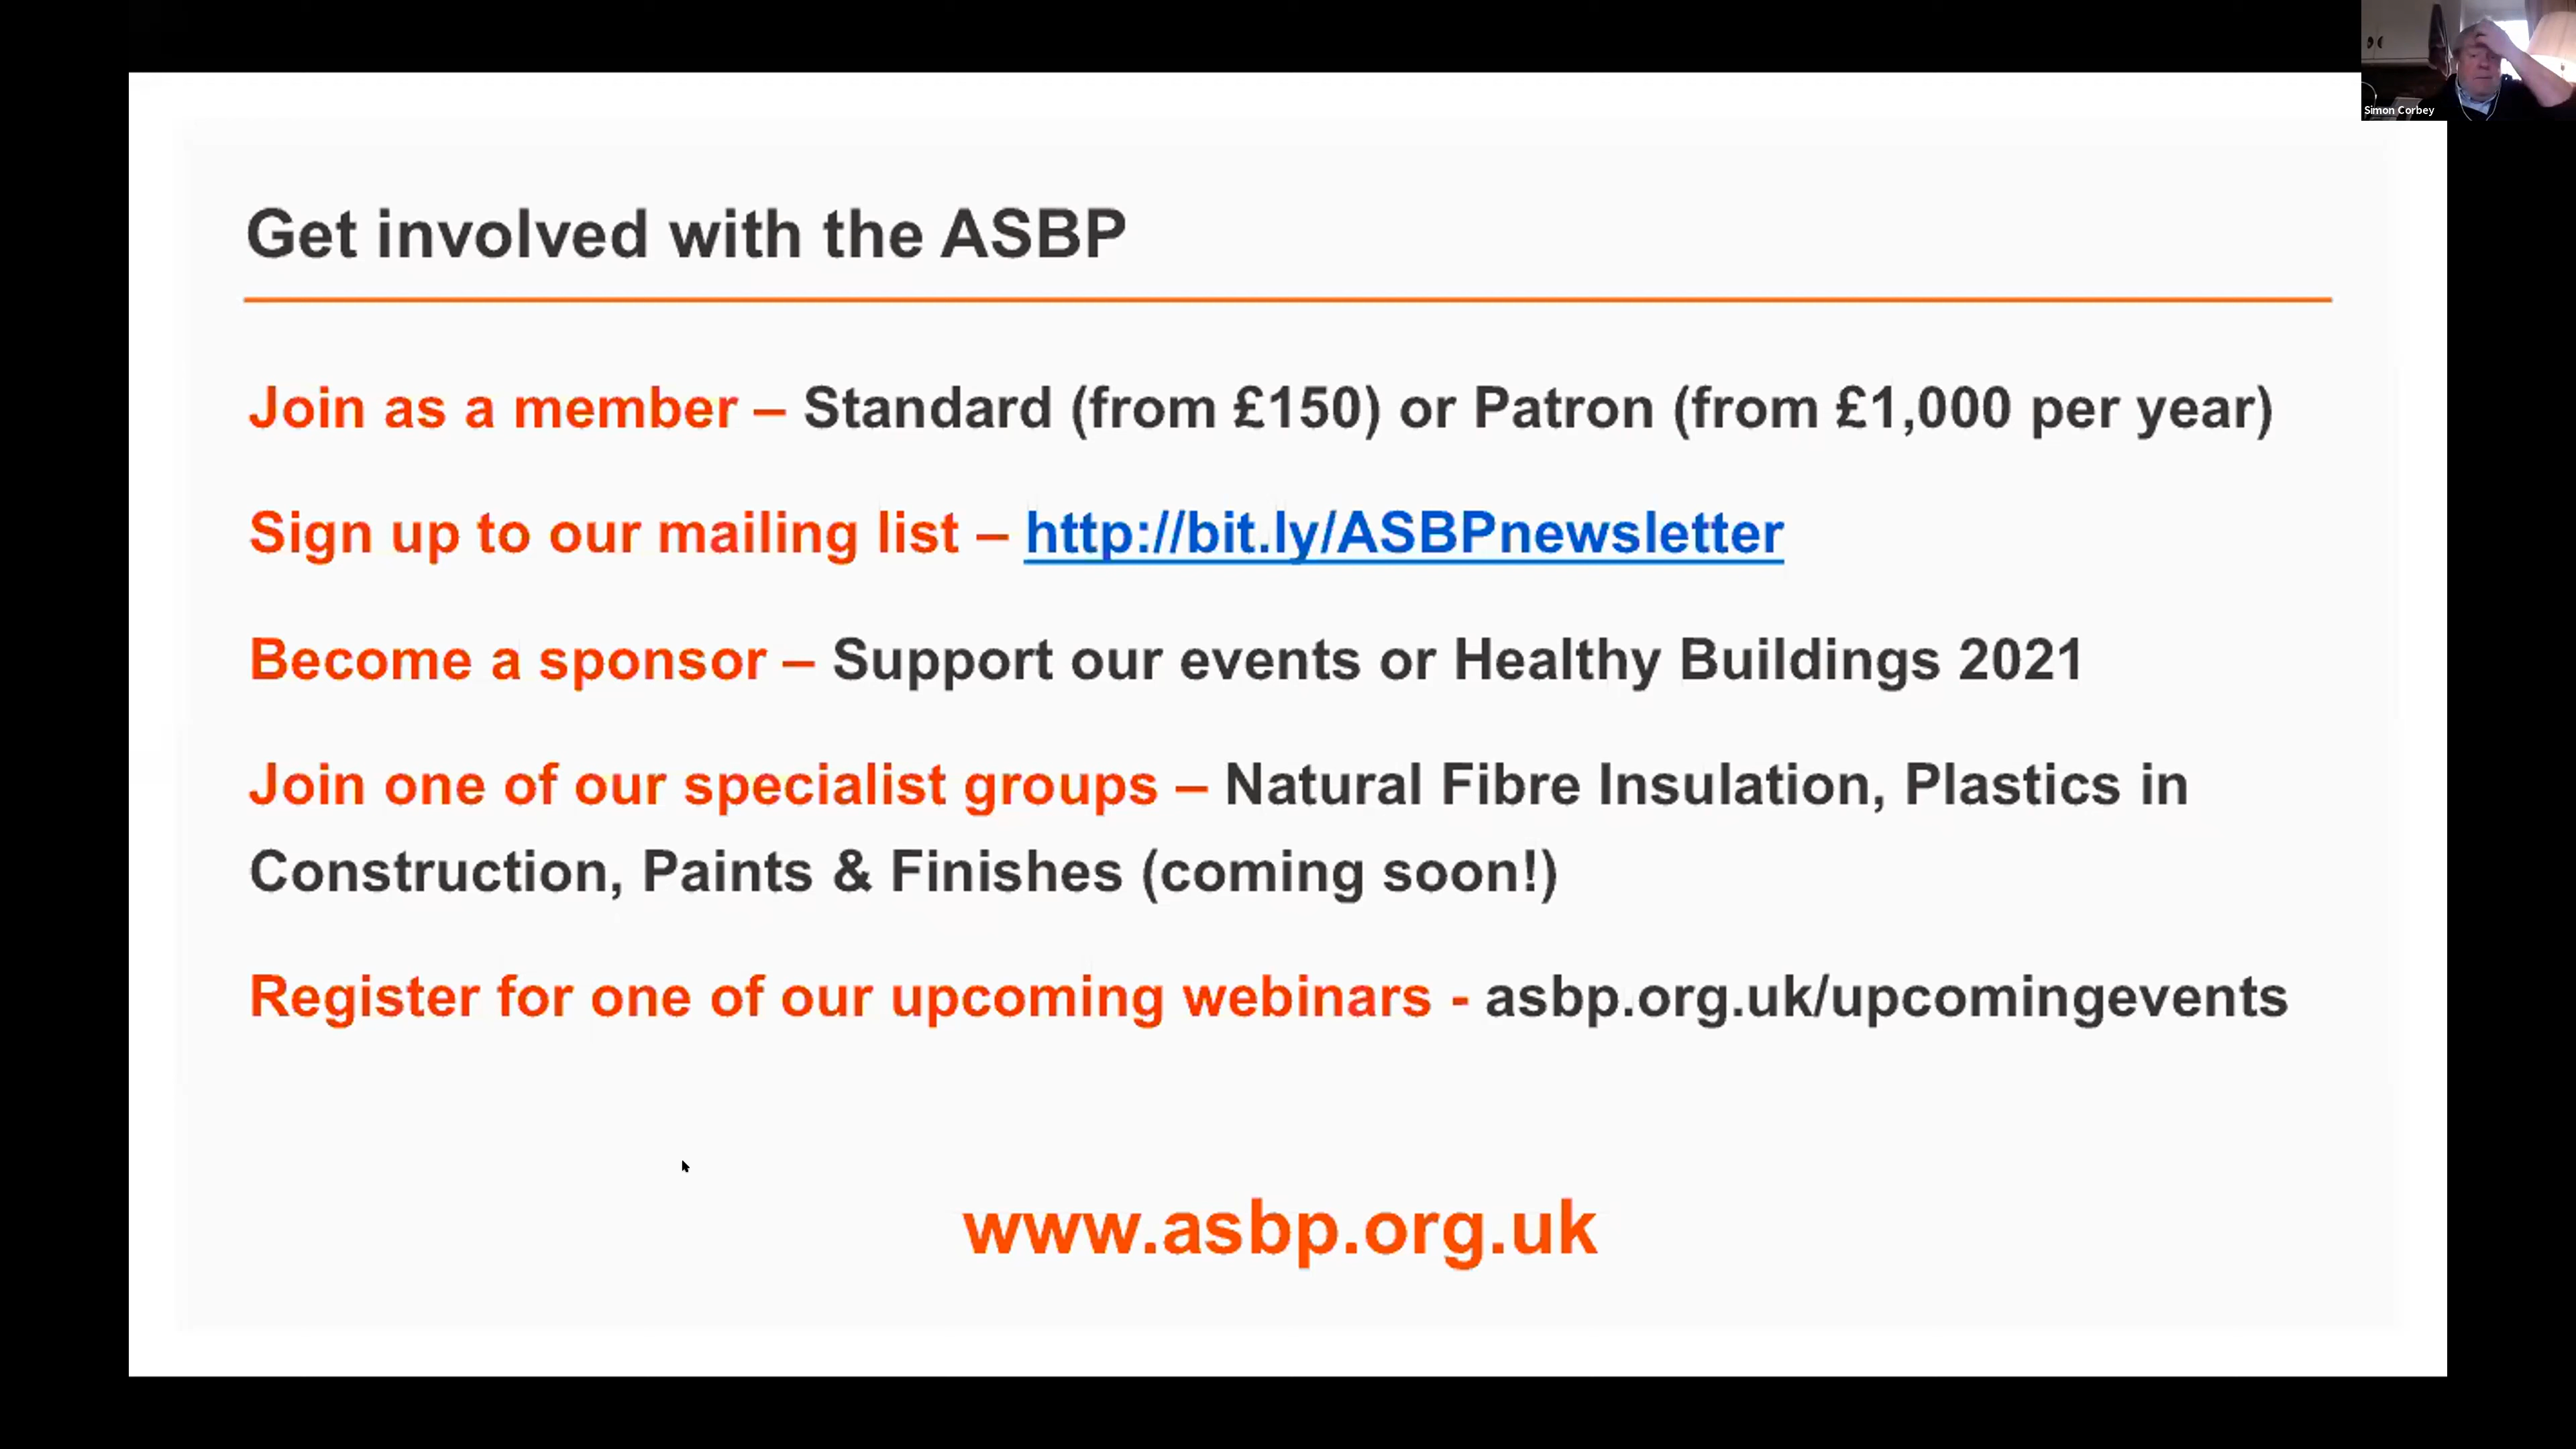 Simon Corbey
Get involved with the ASBP
Join as a member – Standard (from £150) or Patron (from £1,000 per year)
Sign up to our mailing list – http://bit.ly/ASBPnewsletter
Become a sponsor – Support our events or Healthy Buildings 2021
Join one of our specialist groups – Natural Fibre Insulation, Plastics in
Construction, Paints & Finishes (coming soon!)
Register for one of our upcoming webinars - asbp.org.uk/upcomingevents
www.asbp.org.uk